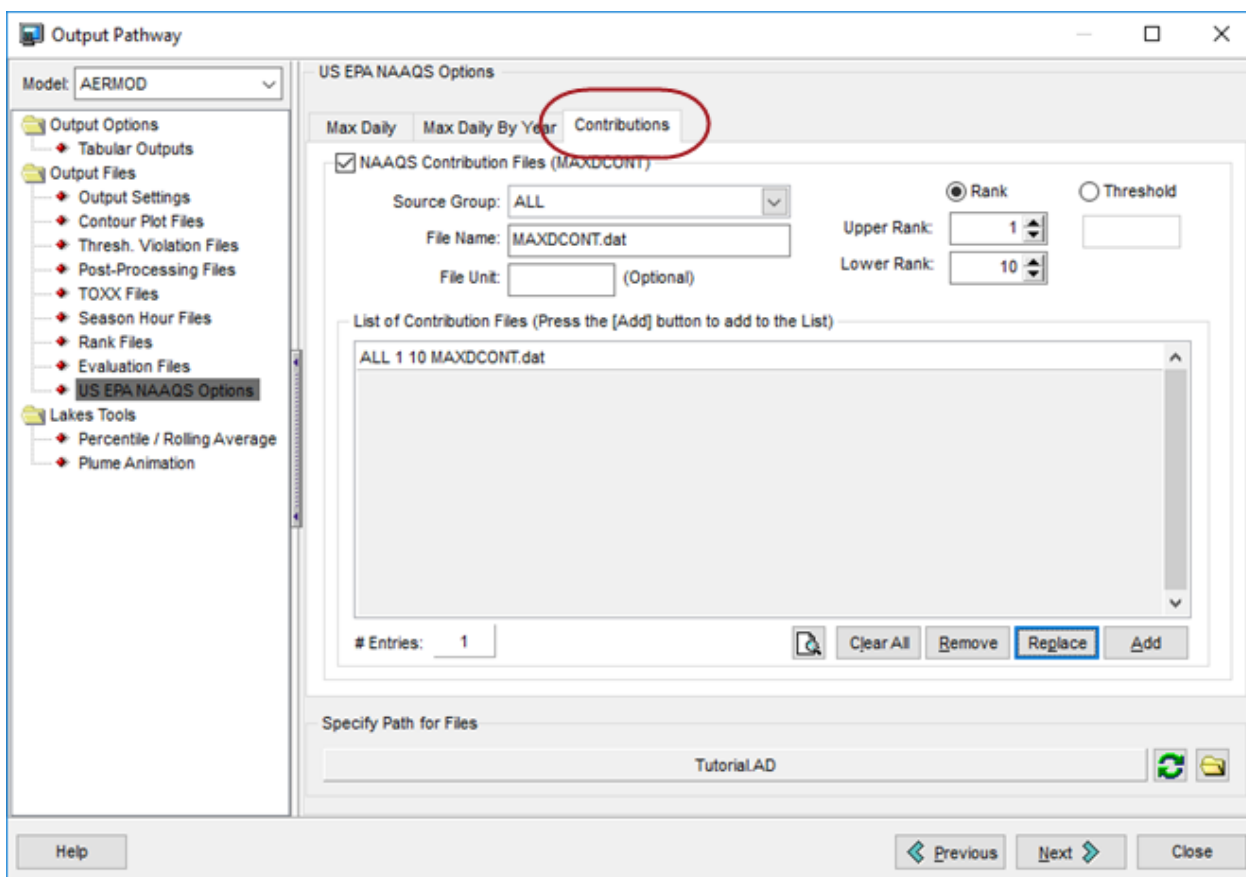 Output Pathway
Model: AERMOD
Output Options
Tabular Outputs
Output Files
Output Settings
Contour Plot Files
Thresh. Violation Files
Post-Processing Files
TOXX Files
Season Hour Files
Rank Files
Evaluation Files
US EPA NAAQS Options
Lakes Tools
Percentile / Rolling Average
Plume Animation
US EPA NAAQS Options
Max Daily Max Daily By Year Contributions
NAAQS Contribution Files (MAXDCONT)
Source Group: ALL
File Name: MAXDCONT.dat
File Unit: (Optional)
Rank Threshold
Upper Rank: 1
Lower Rank: 10
List of Contribution Files (Press the [Add] button to add to the List)
ALL 1 10 MAXDCONT.dat
# Entries: 1
Clear All Remove Replace Add
Specify Path for Files
Tutorial.AD
Help Previous Next Close